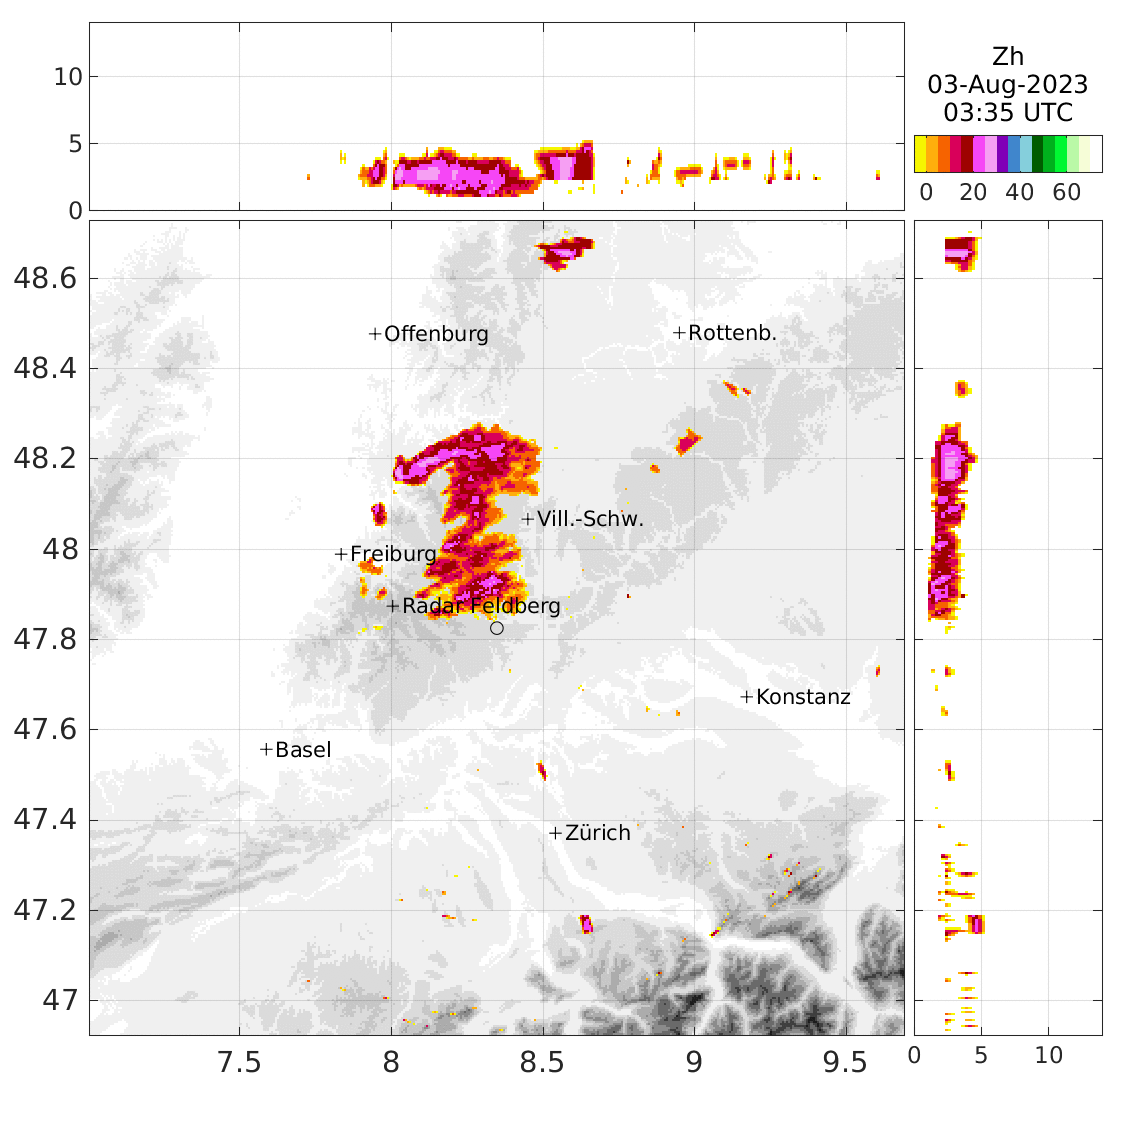 10
5
0
Zh
03-Aug-2023
03:35 UTC
0 20 40 60
48.6
48.4
48.2
48
47.8
47.6
47.4
47.2
47
+Offenburg
+Rottenb.
+Vill.-Schw.
+Freiburg
+Radar Feldberg
+Konstanz
+Basel
+Zürich
7.5 8 8.5 9 9.5
0 5 10